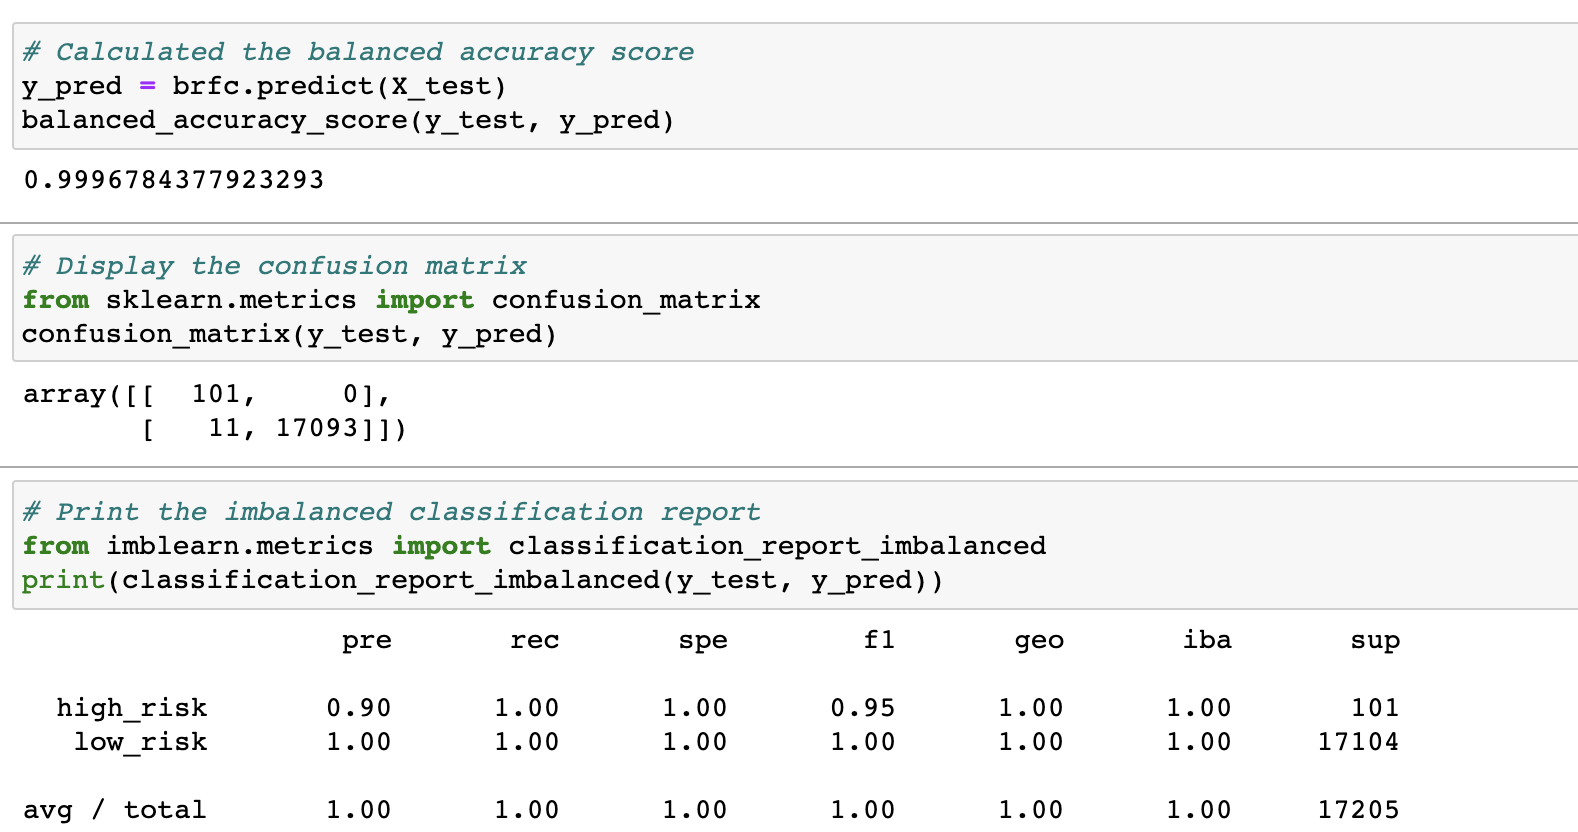 # Calculated the balanced accuracy score
y_pred = brfc.predict(X_test)
balanced_accuracy_score(y_test, y_pred)
0.9996784377923293
# Display the confusion matrix
from sklearn.metrics import confusion_matrix
confusion_matrix(y_test, y_pred)
array([[  101,     0],
       [   11, 17093]])
# Print the imbalanced classification report
from imblearn.metrics import classification_report_imbalanced
print(classification_report_imbalanced(y_test, y_pred))
                   pre       rec       spe        f1       geo       iba       sup
  high_risk       0.90      1.00      1.00      0.95      1.00      1.00       101
   low_risk       1.00      1.00      1.00      1.00      1.00      1.00     17104
avg / total       1.00      1.00      1.00      1.00      1.00      1.00     17205